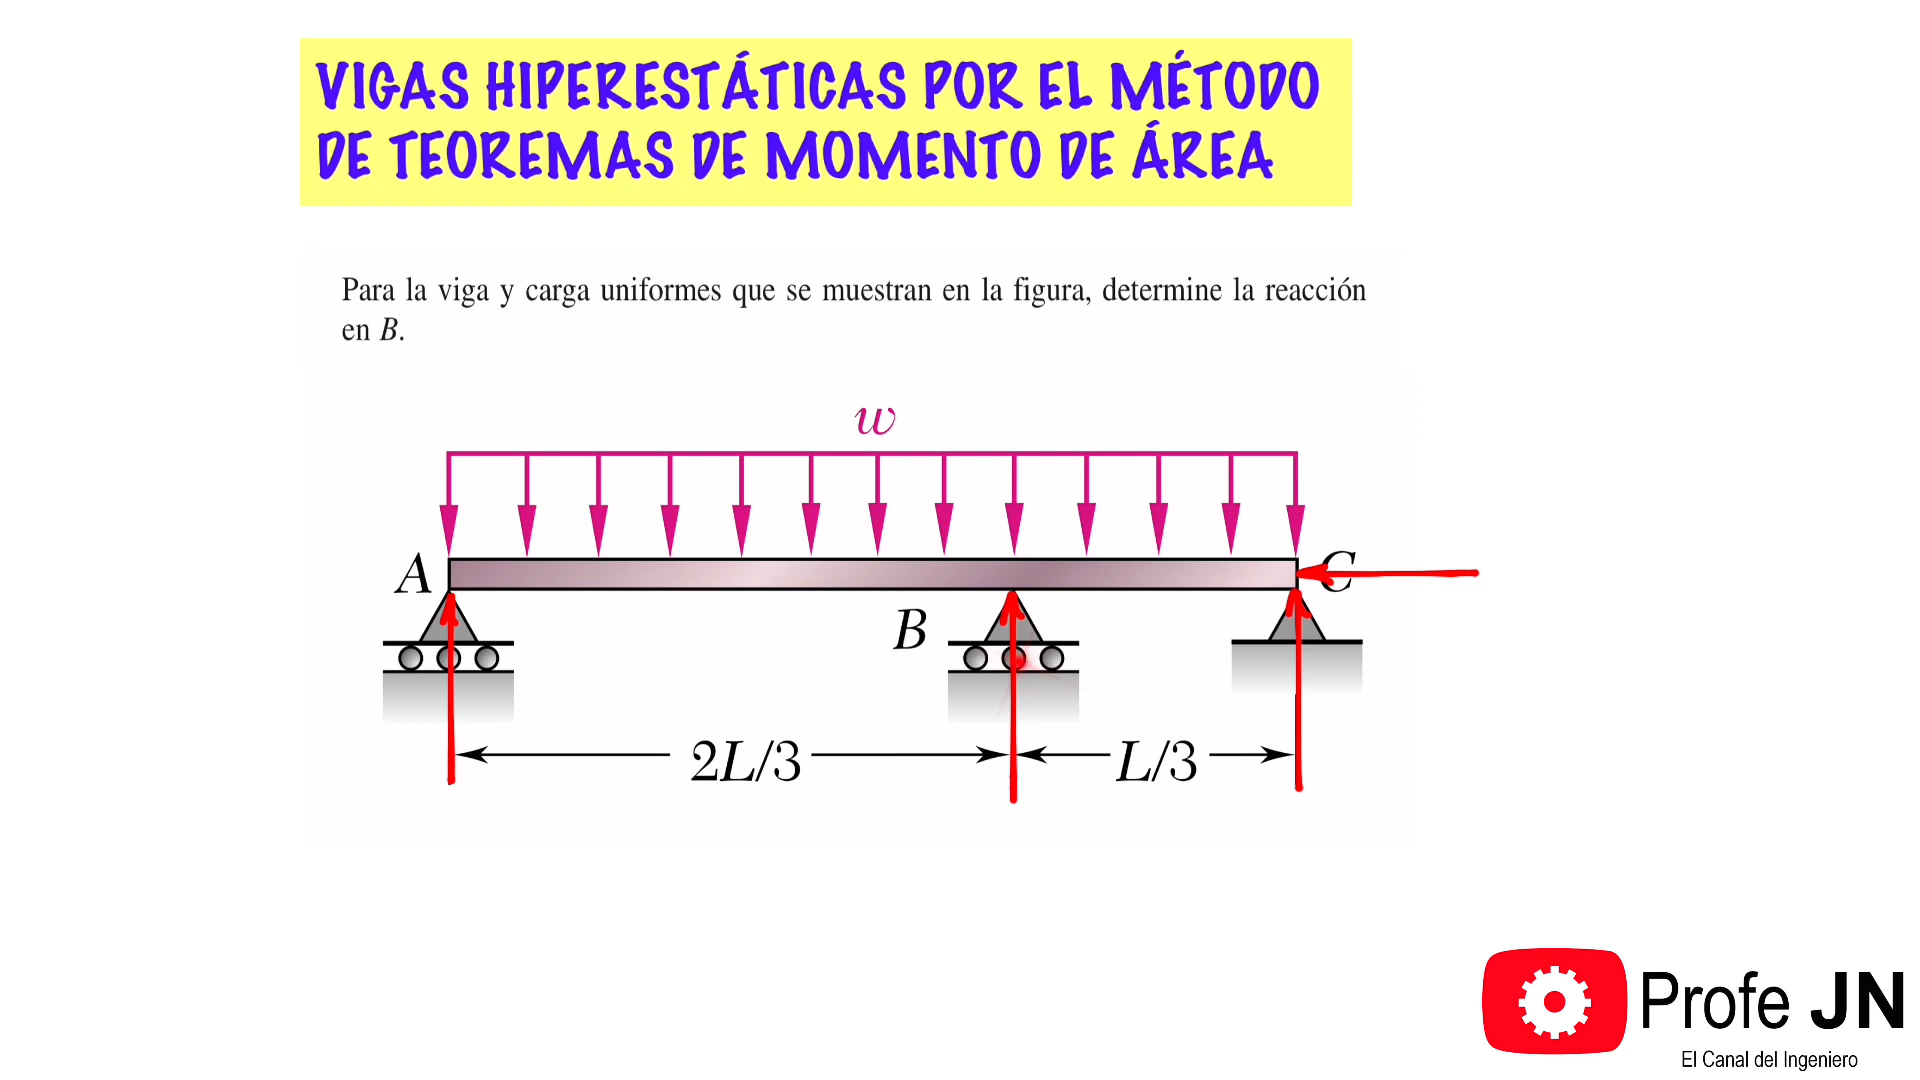 VIGAS HIPERESTÁTICAS POR EL MÉTODO
DE TEOREMAS DE MOMENTO DE ÁREA
Para la viga y carga uniformes que se muestran en la figura, determine la reacción
en B.
w
A
C
B
2L/3
L/3
Profe JN
El Canal del Ingeniero